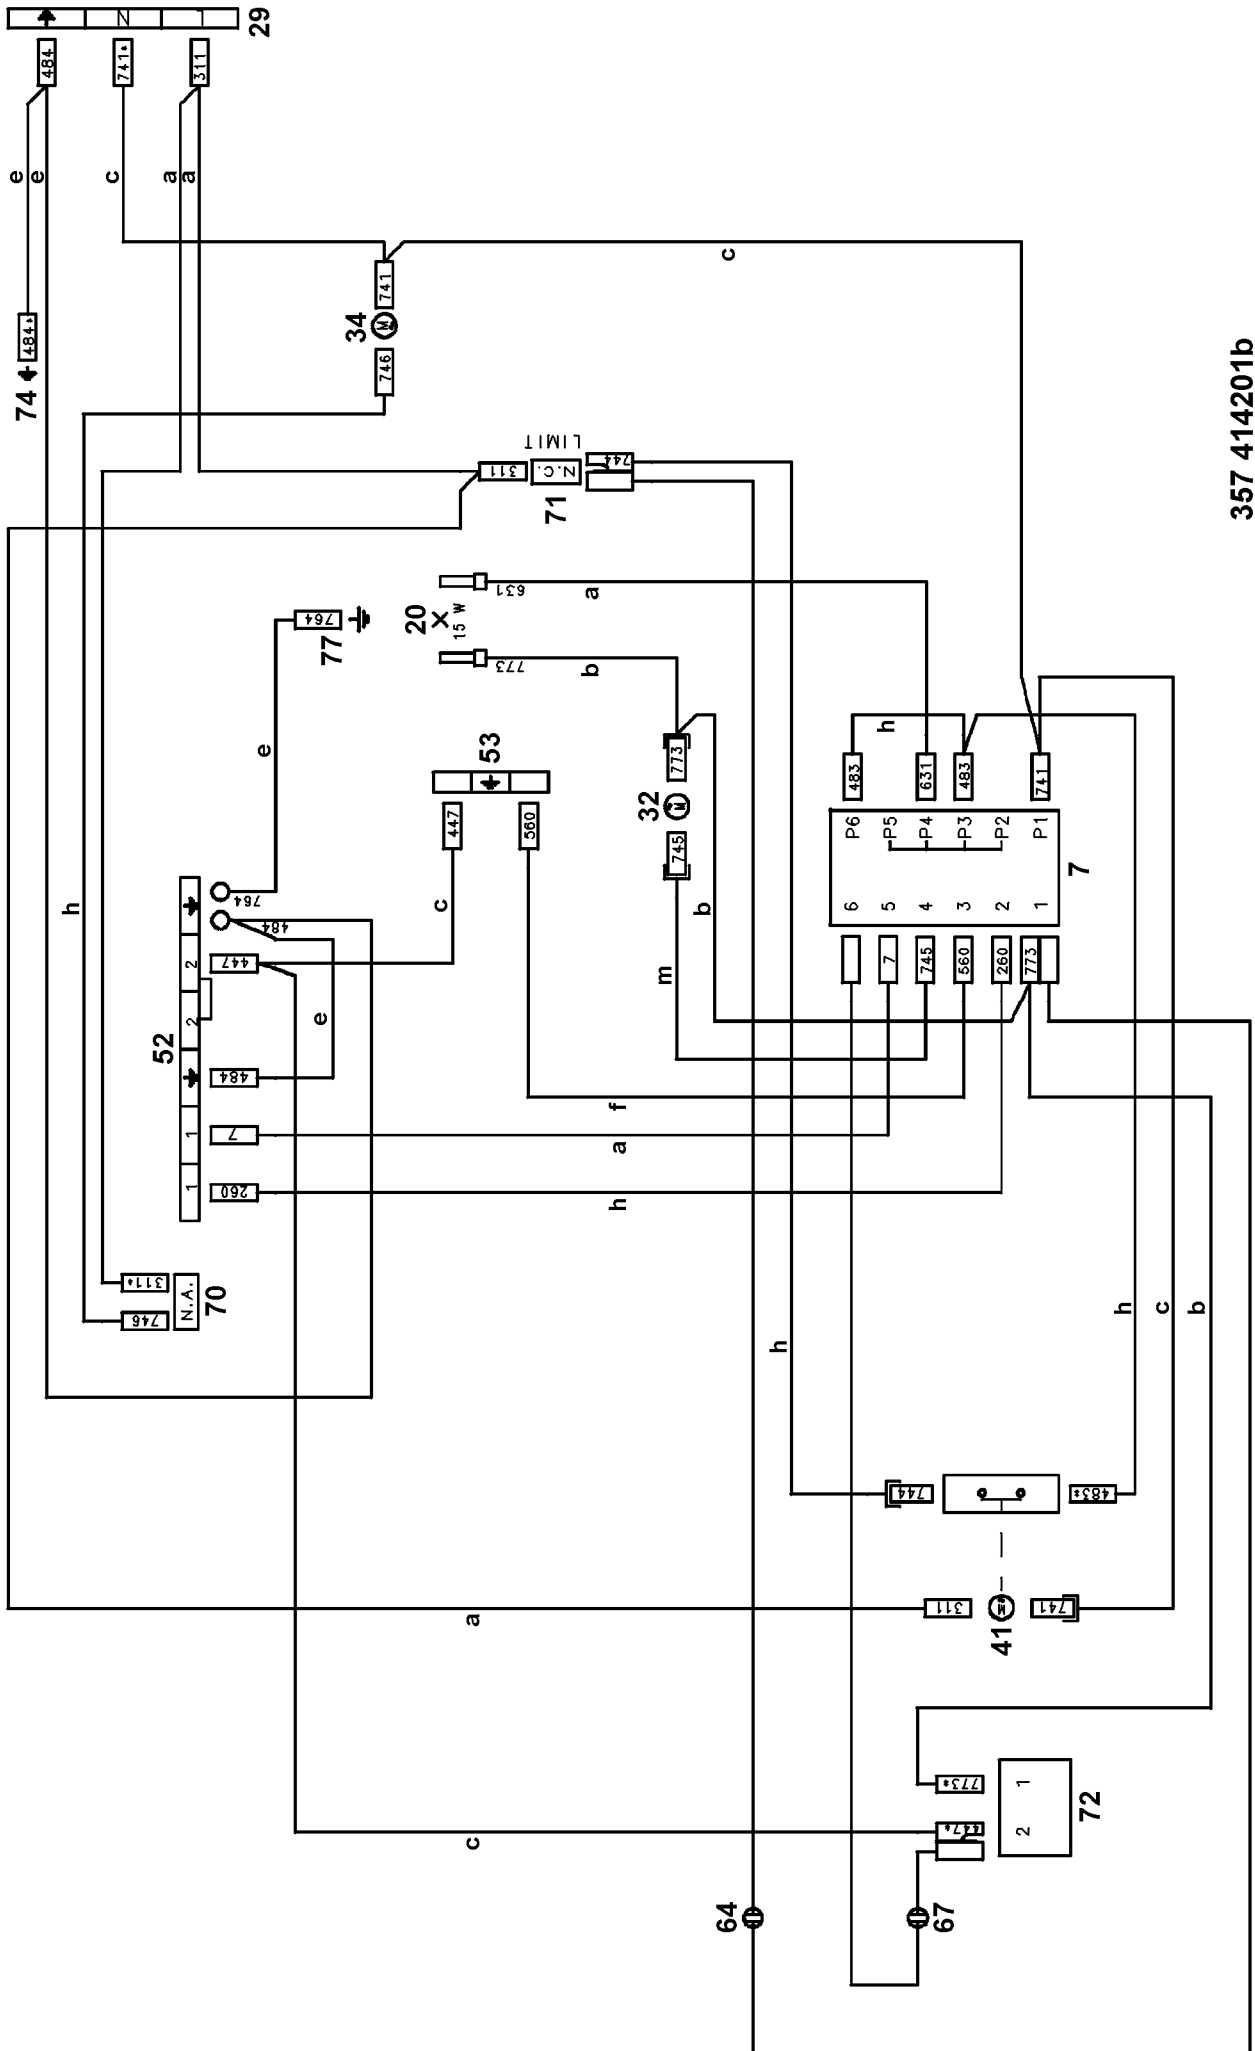 29
N
L
484
741*
311
e
e
c
a
a
484*
74
34
M
741
746
c
LIMIT
311
N.C.
744
71
631
a
20
15 W
773
b
764
77
e
h
53
447
560
c
773
32
M
745
b
m
764
484
447
2
2
52
484
1
7
1
260
e
f
a
h
483
631
483
741
h
P6
P5
P4
P3
P2
P1
6
5
4
3
2
1
7
7
745
560
260
773
311*
746
N.A.
70
h
h
c
b
744
483*
a
311
M
741
41
773*
447*
1
2
72
c
64
67
357 414201b